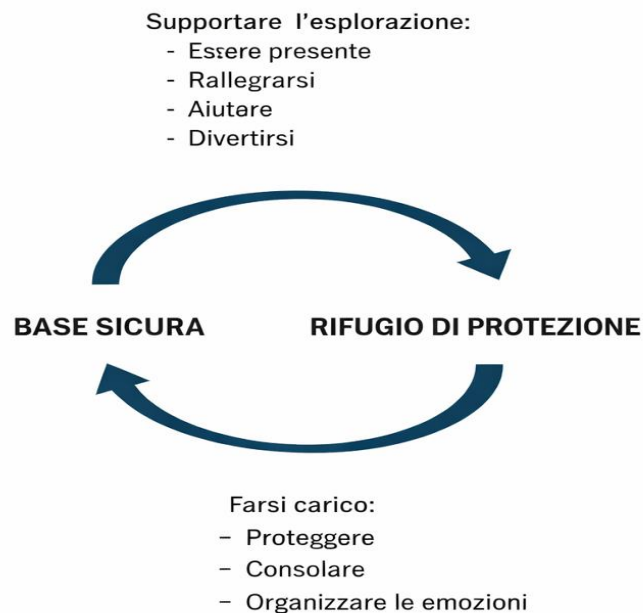 Supportare l'esplorazione:
- Essere presente
- Rallegrarsi
- Aiutare
- Divertirsi
BASE SICURA
RIFUGIO DI PROTEZIONE
Farsi carico:
– Proteggere
– Consolare
– Organizzare le emozioni